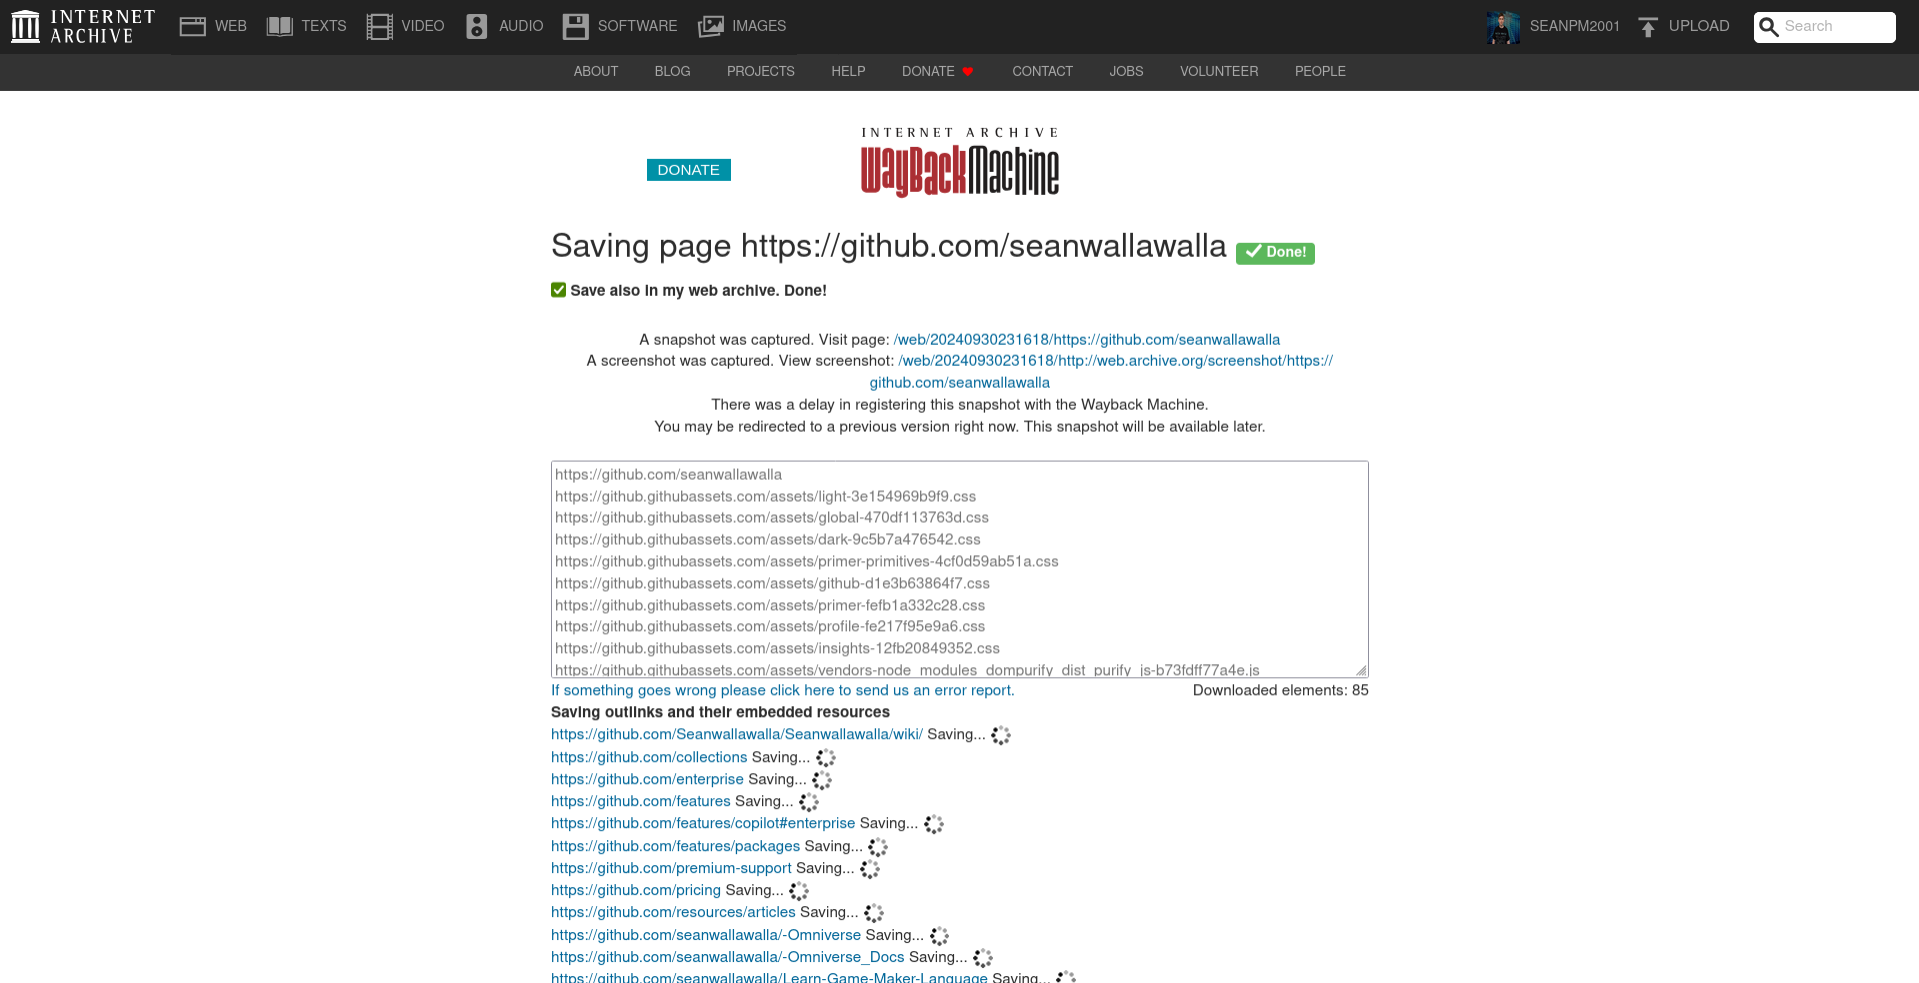 INTERNET ARCHIVE
WEB
TEXTS
VIDEO
AUDIO
SOFTWARE
IMAGES
SEANPM2001
UPLOAD
Search
ABOUT
BLOG
PROJECTS
HELP
DONATE
CONTACT
JOBS
VOLUNTEER
PEOPLE
INTERNET ARCHIVE
WayBackMachine
DONATE
Saving page https://github.com/seanwallawalla Done!
Save also in my web archive. Done!
A snapshot was captured. Visit page: /web/20240930231618/https://github.com/seanwallawalla
A screenshot was captured. View screenshot: /web/20240930231618/http://web.archive.org/screenshot/https://
github.com/seanwallawalla
There was a delay in registering this snapshot with the Wayback Machine.
You may be redirected to a previous version right now. This snapshot will be available later.
https://github.com/seanwallawalla
https://github.githubassets.com/assets/light-3e154969b9f9.css
https://github.githubassets.com/assets/global-470df113763d.css
https://github.githubassets.com/assets/dark-9c5b7a476542.css
https://github.githubassets.com/assets/primer-primitives-4cf0d59ab51a.css
https://github.githubassets.com/assets/github-d1e3b63864f7.css
https://github.githubassets.com/assets/primer-fefb1a332c28.css
https://github.githubassets.com/assets/profile-fe217f95e9a6.css
https://github.githubassets.com/assets/insights-12fb20849352.css
https://github.githubassets.com/assets/vendors-node_modules_dompurify_dist_purify_js-b73fdff77a4e.js
If something goes wrong please click here to send us an error report.
Downloaded elements: 85
Saving outlinks and their embedded resources
https://github.com/Seanwallawalla/Seanwallawalla/wiki/ Saving...
https://github.com/collections Saving...
https://github.com/enterprise Saving...
https://github.com/features Saving...
https://github.com/features/copilot#enterprise Saving...
https://github.com/features/packages Saving...
https://github.com/premium-support Saving...
https://github.com/pricing Saving...
https://github.com/resources/articles Saving...
https://github.com/seanwallawalla/-Omniverse Saving...
https://github.com/seanwallawalla/-Omniverse_Docs Saving...
https://github.com/seanwallawalla/Learn-Game-Maker-Language Saving...